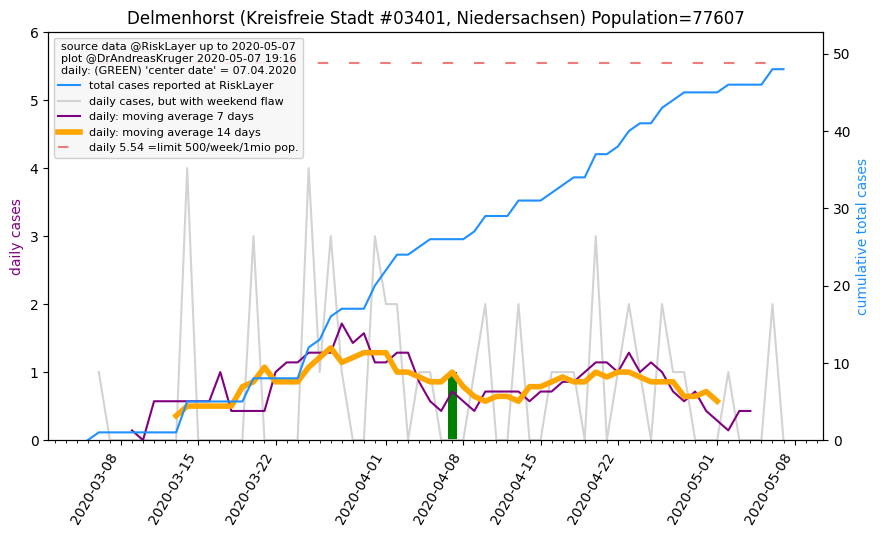 Delmenhorst (Kreisfreie Stadt #03401, Niedersachsen) Population=77607
source data @RiskLayer up to 2020-05-07
plot @DrAndreasKruger 2020-05-07 19:16
daily: (GREEN) 'center date' = 07.04.2020
total cases reported at RiskLayer
daily cases, but with weekend flaw
daily: moving average 7 days
daily: moving average 14 days
daily 5.54 =limit 500/week/1mio pop.
daily cases
6
5
4
3
2
1
0
cumulative total cases
50
40
30
20
10
0
2020-03-08
2020-03-15
2020-03-22
2020-04-01
2020-04-08
2020-04-15
2020-04-22
2020-05-01
2020-05-08